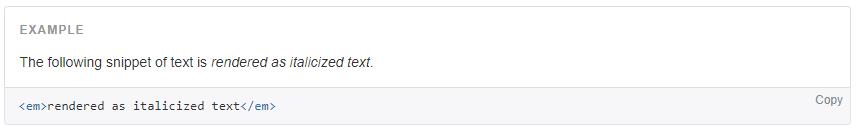 EXAMPLE
The following snippet of text is rendered as italicized text.
Copy
<em>rendered as italicized text</em>